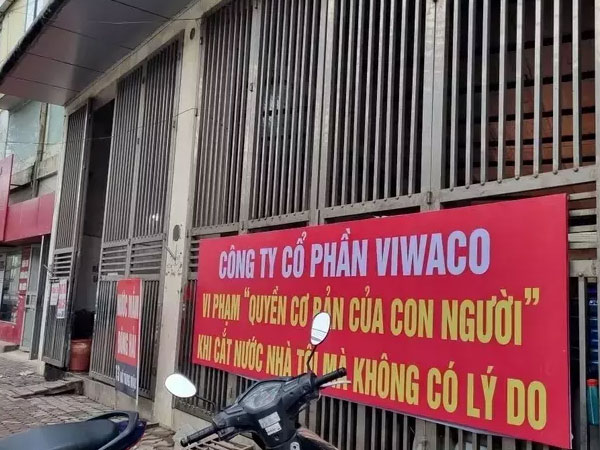 CÔNG TY CỔ PHẦN VIWACO
VI PHẠM "QUYỀN CƠ BẢN CỦA CON NGƯỜI"
KHI CẮT NƯỚC NHÀ TÔI MÀ KHÔNG CÓ LÝ DO